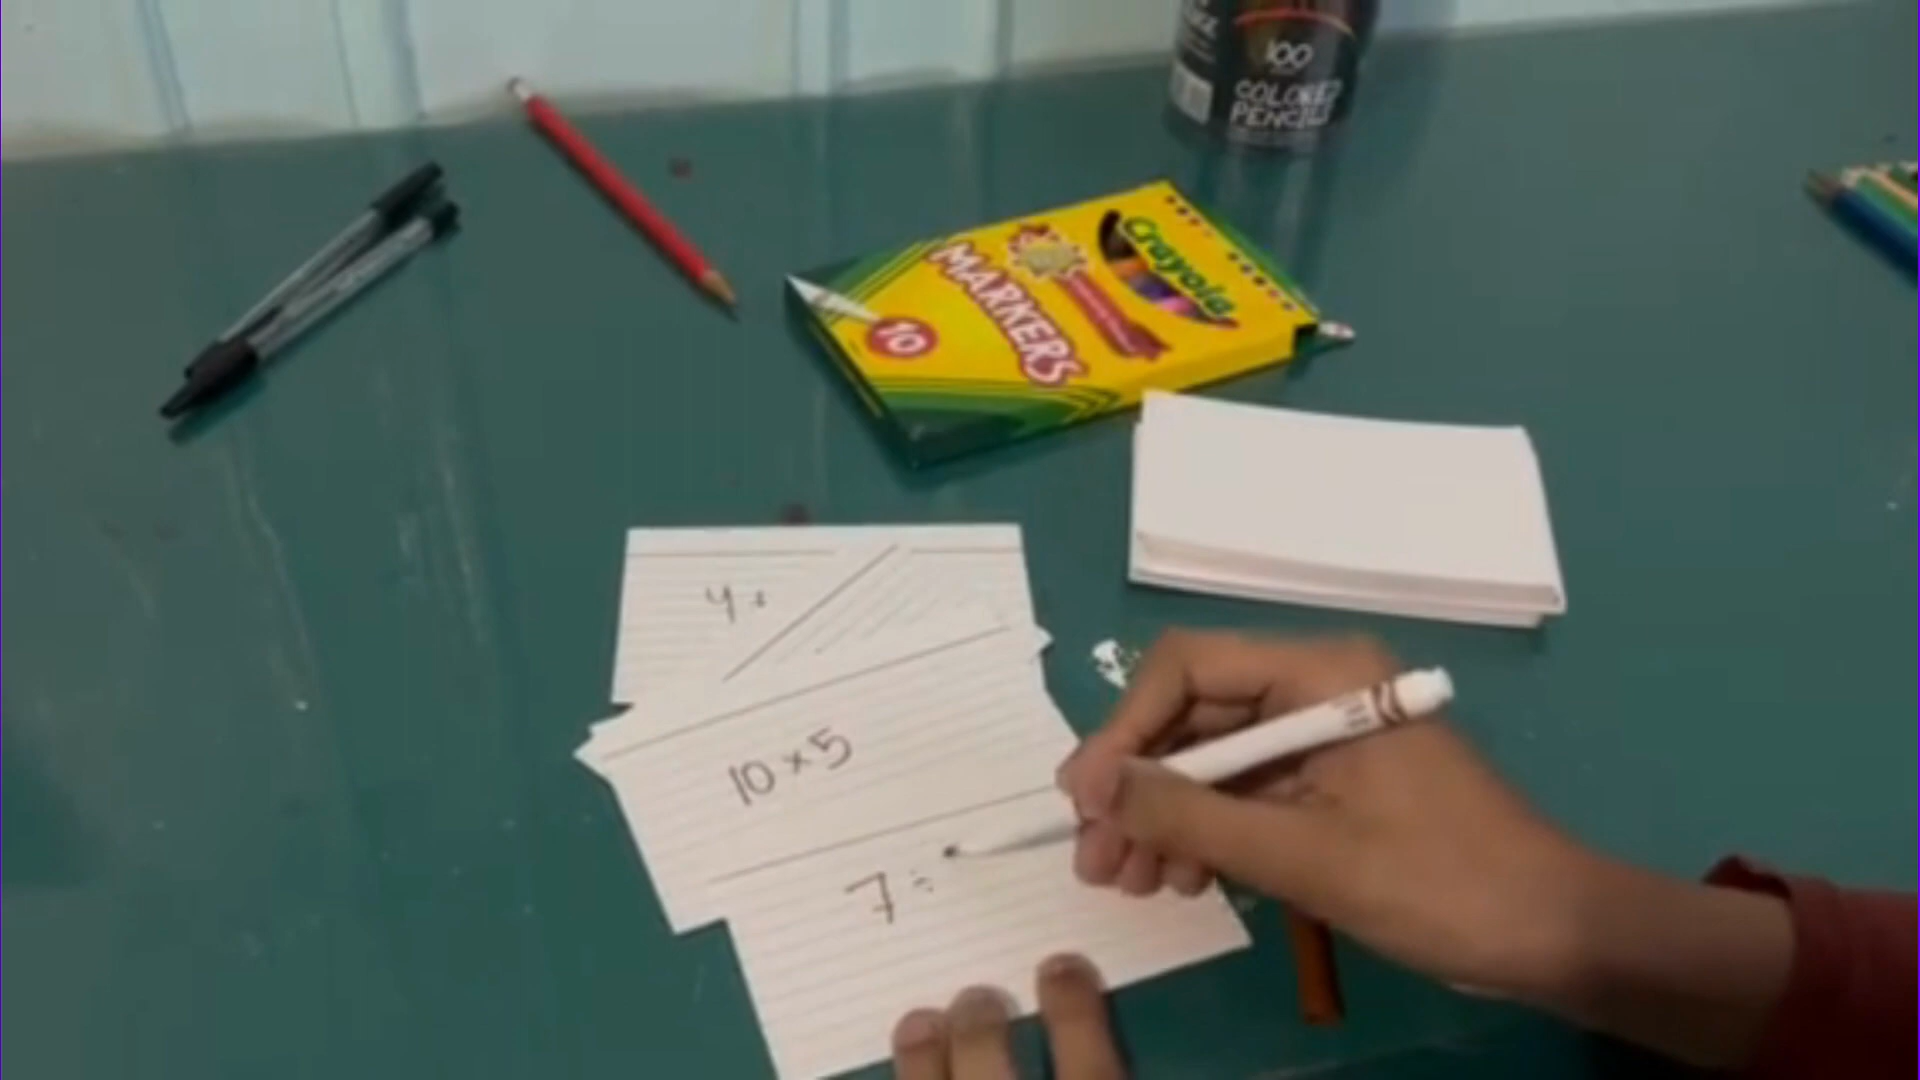 100
COLORED
PENCILS
Crayola
MARKERS
10
4 ÷
10 × 5
7 ÷